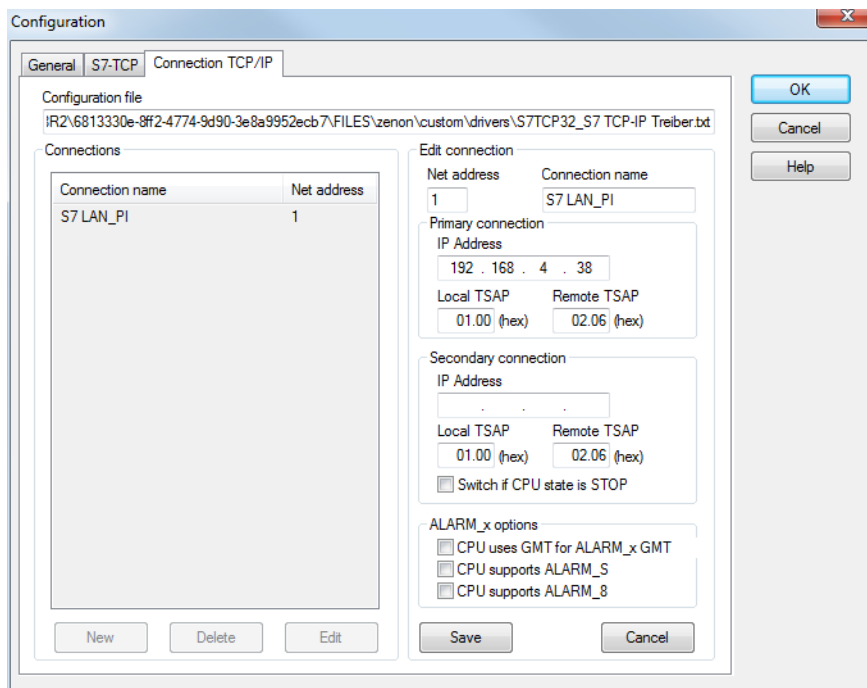 Configuration
General S7-TCP Connection TCP/IP
Configuration file
3R2\6813330e-8ff2-4774-9d90-3e8a9952ecb7\FILES\zenon\custom\drivers\S7TCP32_S7 TCP-IP Treiber.txt
OK
Cancel
Help
Connections
Connection name Net address
S7 LAN_PI 1
New Delete Edit
Edit connection
Net address Connection name
1 S7 LAN_PI
Primary connection
IP Address
192 . 168 . 4 . 38
Local TSAP Remote TSAP
01.00 (hex) 02.06 (hex)
Secondary connection
IP Address
. . .
Local TSAP Remote TSAP
01.00 (hex) 02.06 (hex)
Switch if CPU state is STOP
ALARM_x options
CPU uses GMT for ALARM_x GMT
CPU supports ALARM_S
CPU supports ALARM_8
Save Cancel